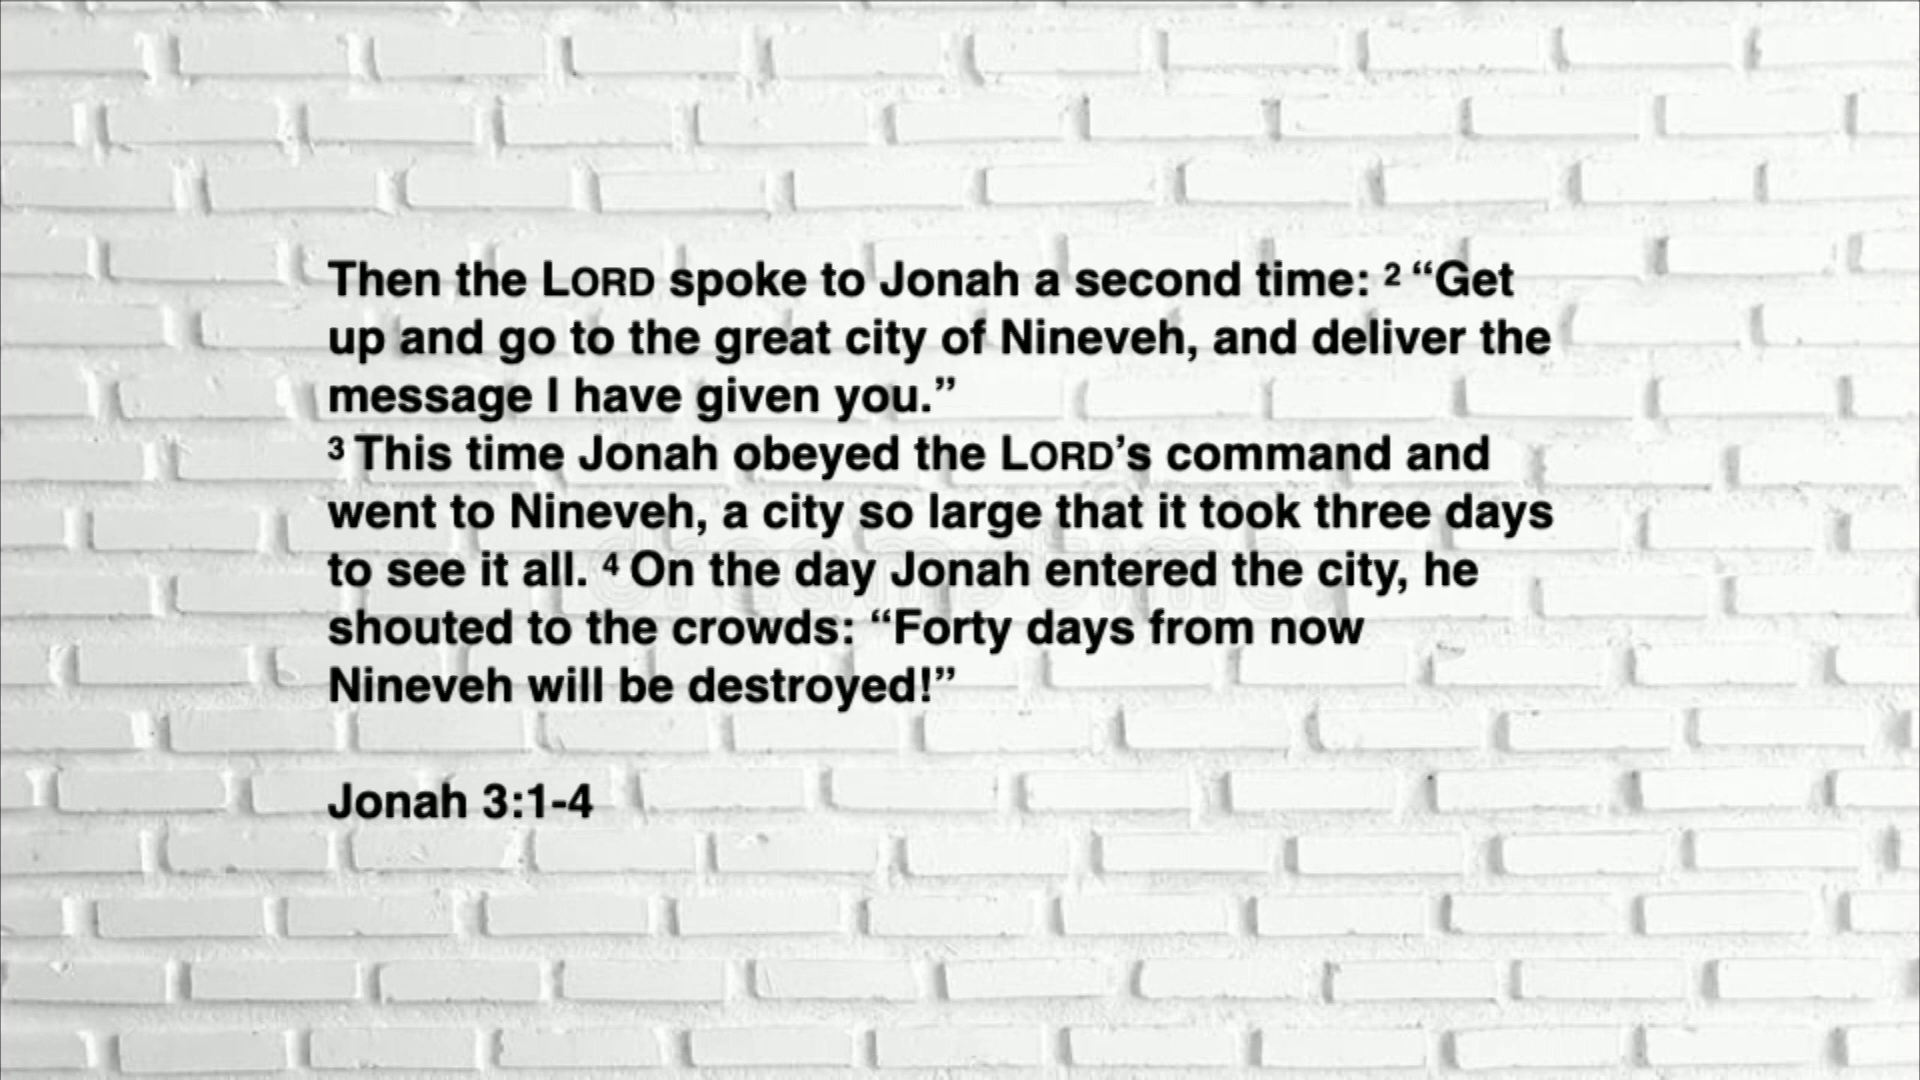 Then the LORD spoke to Jonah a second time: ² “Get
up and go to the great city of Nineveh, and deliver the
message I have given you.”
³ This time Jonah obeyed the LORD’s command and
went to Nineveh, a city so large that it took three days
to see it all. ⁴ On the day Jonah entered the city, he
shouted to the crowds: “Forty days from now
Nineveh will be destroyed!”
Jonah 3:1-4
dreamstime